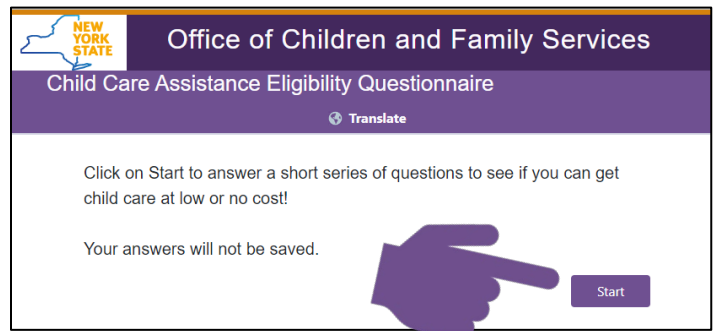 NEW
YORK
STATE
Office of Children and Family Services
Child Care Assistance Eligibility Questionnaire
Translate
Click on Start to answer a short series of questions to see if you can get
child care at low or no cost!
Your answers will not be saved.
Start